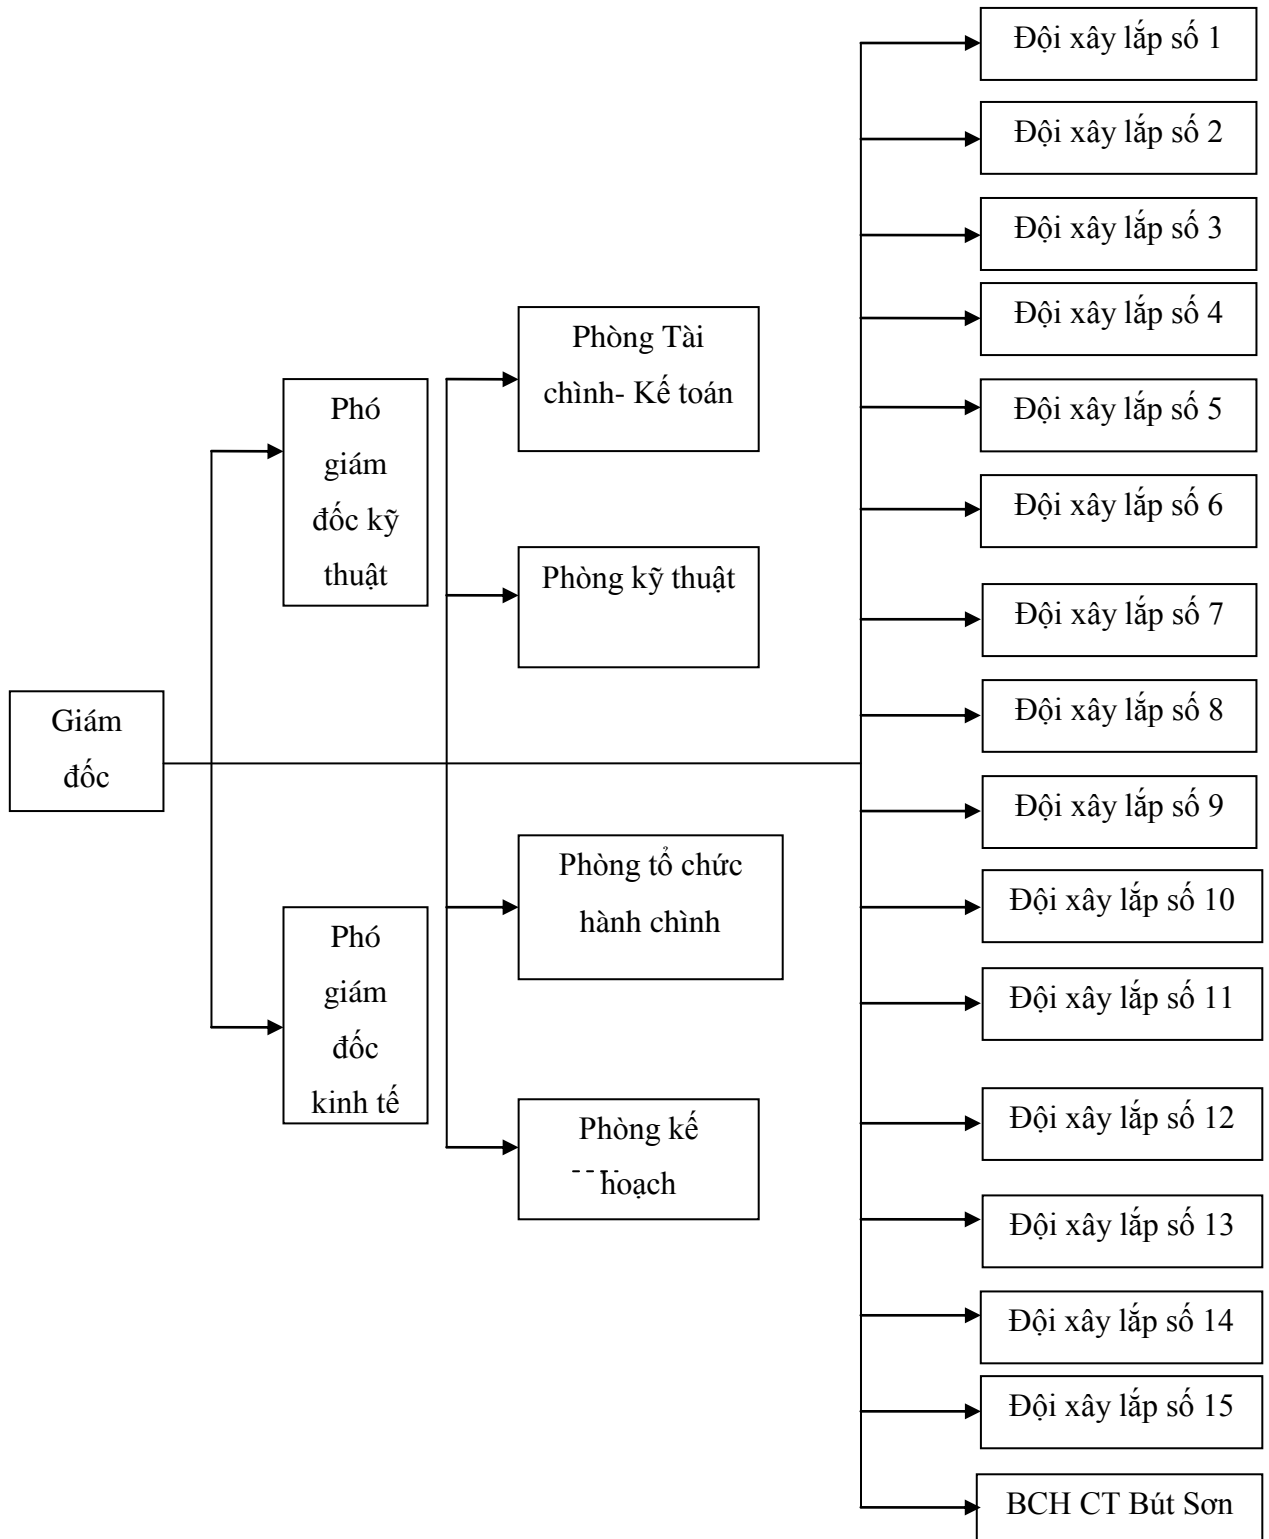 Giám
đốc
Phó
giám
đốc kỹ
thuật
Phó
giám
đốc
kinh tế
Phòng Tài
chình- Kế toán
Phòng kỹ thuật
Phòng tổ chức
hành chình
Phòng kế
hoạch
Đội xây lắp số 1
Đội xây lắp số 2
Đội xây lắp số 3
Đội xây lắp số 4
Đội xây lắp số 5
Đội xây lắp số 6
Đội xây lắp số 7
Đội xây lắp số 8
Đội xây lắp số 9
Đội xây lắp số 10
Đội xây lắp số 11
Đội xây lắp số 12
Đội xây lắp số 13
Đội xây lắp số 14
Đội xây lắp số 15
BCH CT Bút Sơn